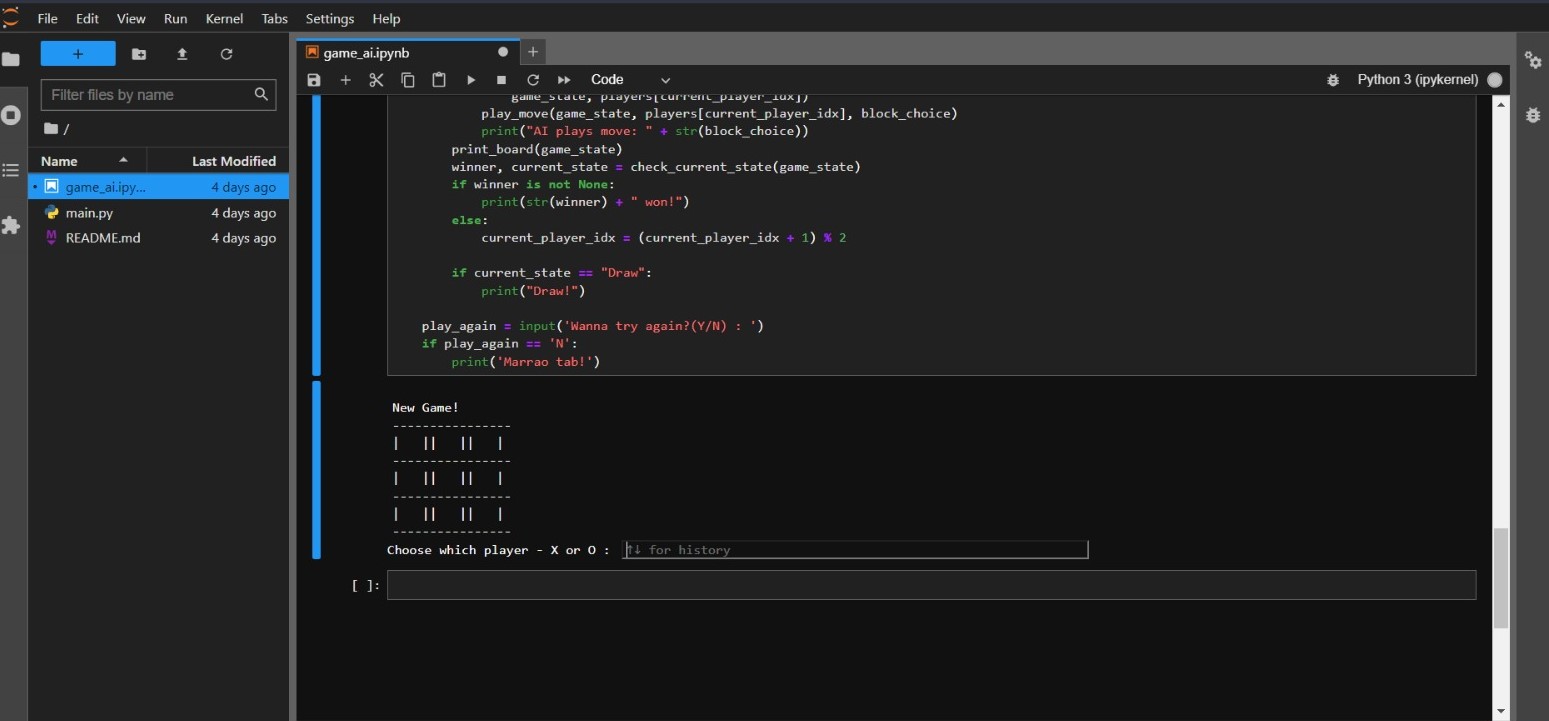 File Edit View Run Kernel Tabs Settings Help
+
Filter files by name
/
Name Last Modified
game_ai.ipy... 4 days ago
main.py 4 days ago
README.md 4 days ago
game_ai.ipynb
+
Code
Python 3 (ipykernel)
game_state, players[current_player_idx])
play_move(game_state, players[current_player_idx], block_choice)
print("AI plays move: " + str(block_choice))
print_board(game_state)
winner, current_state = check_current_state(game_state)
if winner is not None:
print(str(winner) + " won!")
else:
current_player_idx = (current_player_idx + 1) % 2
if current_state == "Draw":
print("Draw!")
play_again = input('Wanna try again?(Y/N) : ')
if play_again == 'N':
print('Marrao tab!')
New Game!
----------------
|   ||   ||   |
----------------
|   ||   ||   |
----------------
|   ||   ||   |
----------------
Choose which player - X or O : ↑↓ for history
[ ]: